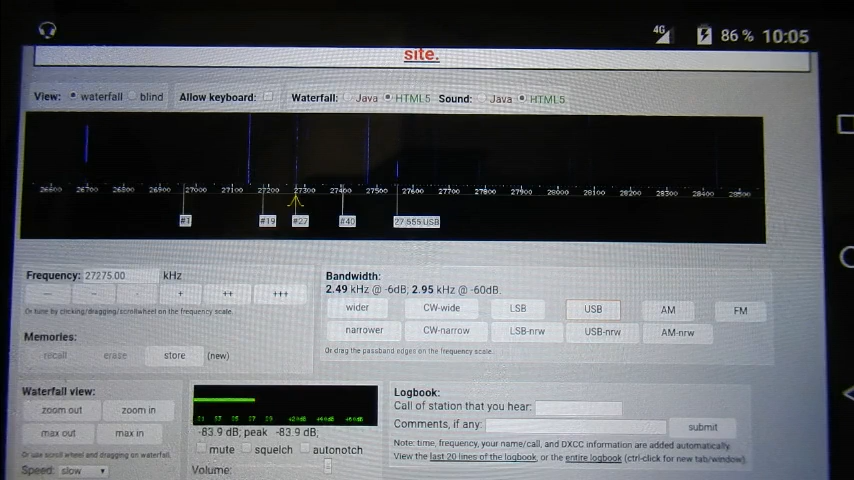 4G 86 % 10:05
site.
View: waterfall blind Allow keyboard: Waterfall: Java HTML5 Sound: Java HTML5
26600 26700 26800 26900 27000 27100 27200 27300 27400 27500 27600 27700 27800 27900 28000 28100 28200 28300 28400 28500
#1 #19 #27 #40 27 555 USB
Frequency: 27275.00 kHz
--- -- - + ++ +++
Or tune by clicking/dragging/scrollwheel on the frequency scale.
Memories:
recall erase store (new)
Bandwidth:
2.49 kHz @ -6dB; 2.95 kHz @ -60dB.
wider CW-wide LSB USB AM FM
narrower CW-narrow LSB-nrw USB-nrw AM-nrw
Or drag the passband edges on the frequency scale.
Waterfall view:
zoom out zoom in
max out max in
Or use scroll wheel and dragging on waterfall.
Speed: slow
S1 S3 S5 S7 S9 +20dB +40dB +60dB
-83.9 dB; peak -83.9 dB;
mute squelch autonotch
Volume:
Logbook:
Call of station that you hear:
Comments, if any: submit
Note: time, frequency, your name/call, and DXCC information are added automatically.
View the last 20 lines of the logbook, or the entire logbook (ctrl-click for new tab/window).